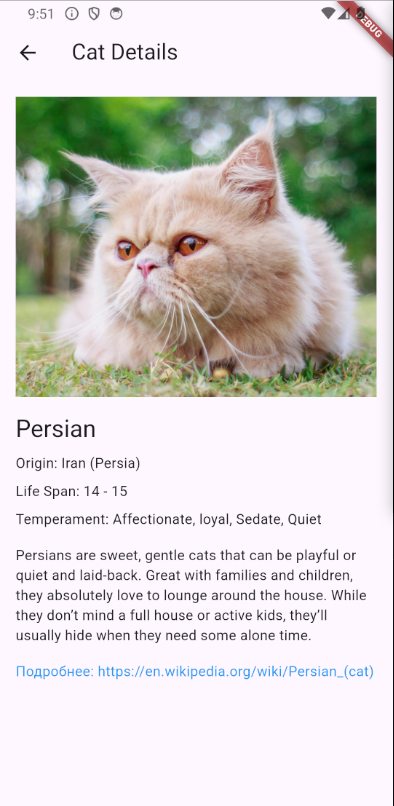 9:51
DEBUG
Cat Details
Persian
Origin: Iran (Persia)
Life Span: 14 - 15
Temperament: Affectionate, loyal, Sedate, Quiet
Persians are sweet, gentle cats that can be playful or
quiet and laid-back. Great with families and children,
they absolutely love to lounge around the house. While
they don’t mind a full house or active kids, they’ll
usually hide when they need some alone time.
Подробнее: https://en.wikipedia.org/wiki/Persian_(cat)